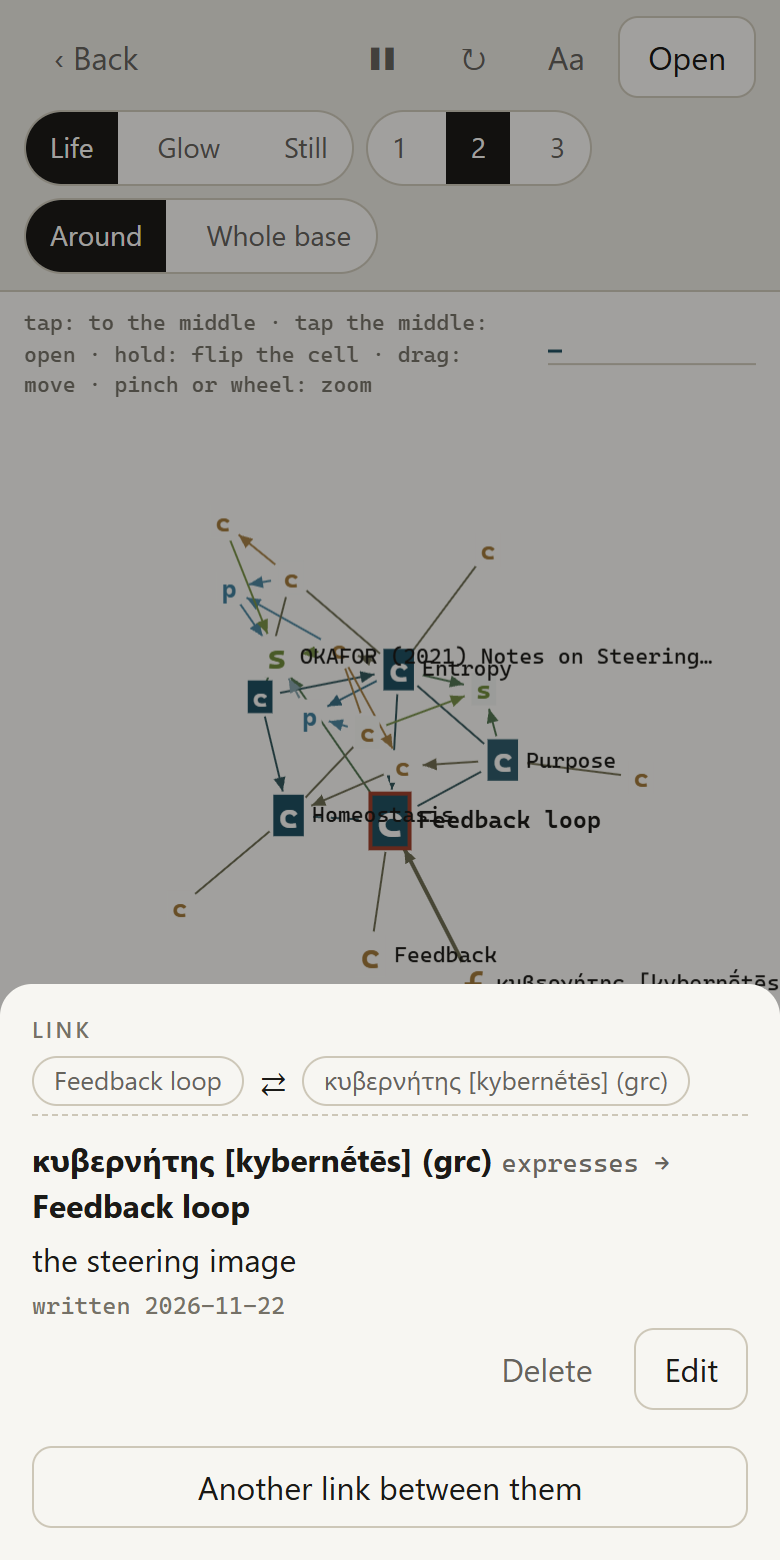 ‹ Back
Aa
Open
Life
Glow
Still
1
2
3
Around
Whole base
tap: to the middle · tap the middle:
open · hold: flip the cell · drag:
move · pinch or wheel: zoom
c
c
c
p
c
s
OKAFOR (2021) Notes on Steering…
c
Entropy
s
c
p
c
c
c
Purpose
c
c
Homeostasis
c
Feedback loop
c
c
Feedback
f
κυβερνήτης [kybernḗtēs
LINK
Feedback loop ⇄ κυβερνήτης [kybernḗtēs] (grc)
κυβερνήτης [kybernḗtēs] (grc) expresses →
Feedback loop
the steering image
written 2026-11-22
Delete
Edit
Another link between them